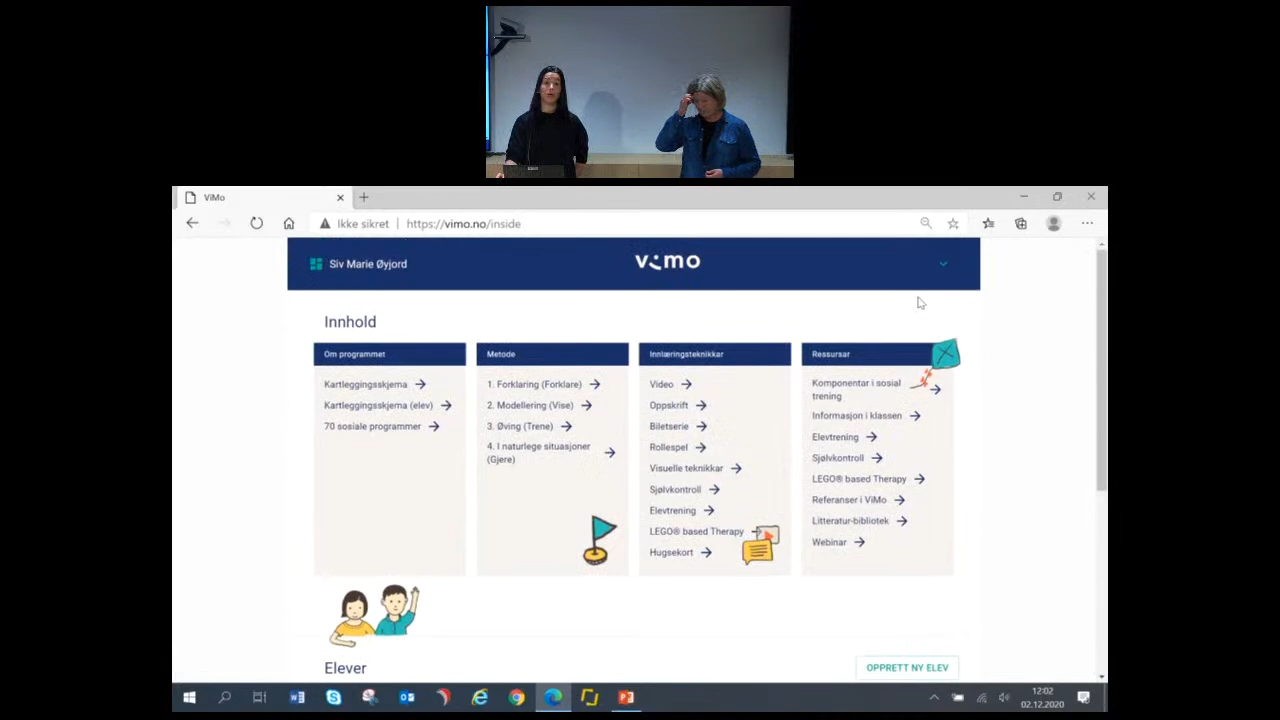 ViMo
Ikke sikret
https://vimo.no/inside
Siv Marie Øyjord
vimo
Innhold
Om programmet
Kartleggingsskjema
Kartleggingsskjema (elev)
70 sosiale programmer
Metode
1. Forklaring (Forklare)
2. Modellering (Vise)
3. Øving (Trene)
4. I naturlege situasjoner
(Gjere)
Innlæringsteknikkar
Video
Oppskrift
Biletserie
Rollespel
Visuelle teknikkar
Sjølvkontroll
Elevtrening
LEGO® based Therapy
Hugsekort
Ressursar
Komponentar i sosial
trening
Informasjon i klassen
Elevtrening
Sjølvkontroll
LEGO® based Therapy
Referanser i ViMo
Litteratur-bibliotek
Webinar
Elever
OPPRETT NY ELEV
12:02
02.12.2020